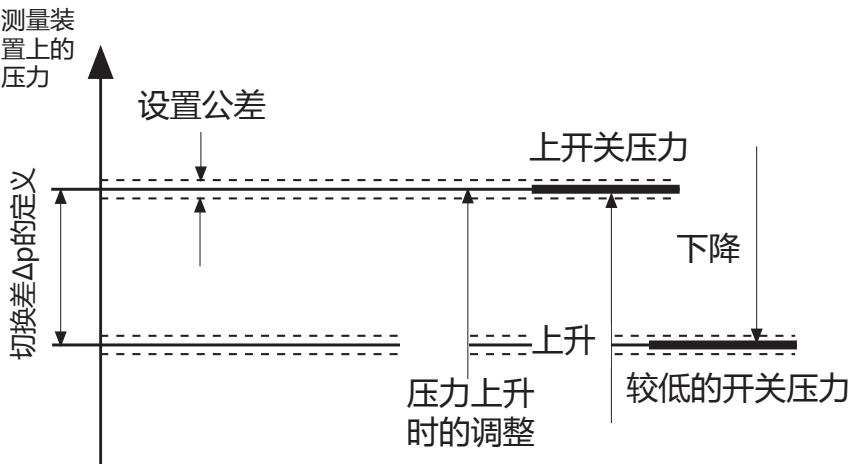 测量装
置上的
压力
设置公差
上开关压力
切换差Δp的定义
下降
上升
压力上升
时的调整
较低的开关压力